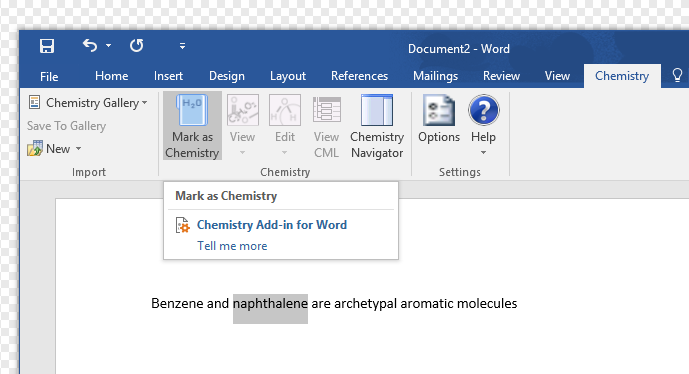 Document2 - Word
File Home Insert Design Layout References Mailings Review View Chemistry
Chemistry Gallery
Save To Gallery
New
Import
H2O
Mark as
Chemistry
View
Edit
View
CML
Chemistry
Navigator
Chemistry
Options
Help
Settings
Mark as Chemistry
Chemistry Add-in for Word
Tell me more
Benzene and naphthalene are archetypal aromatic molecules